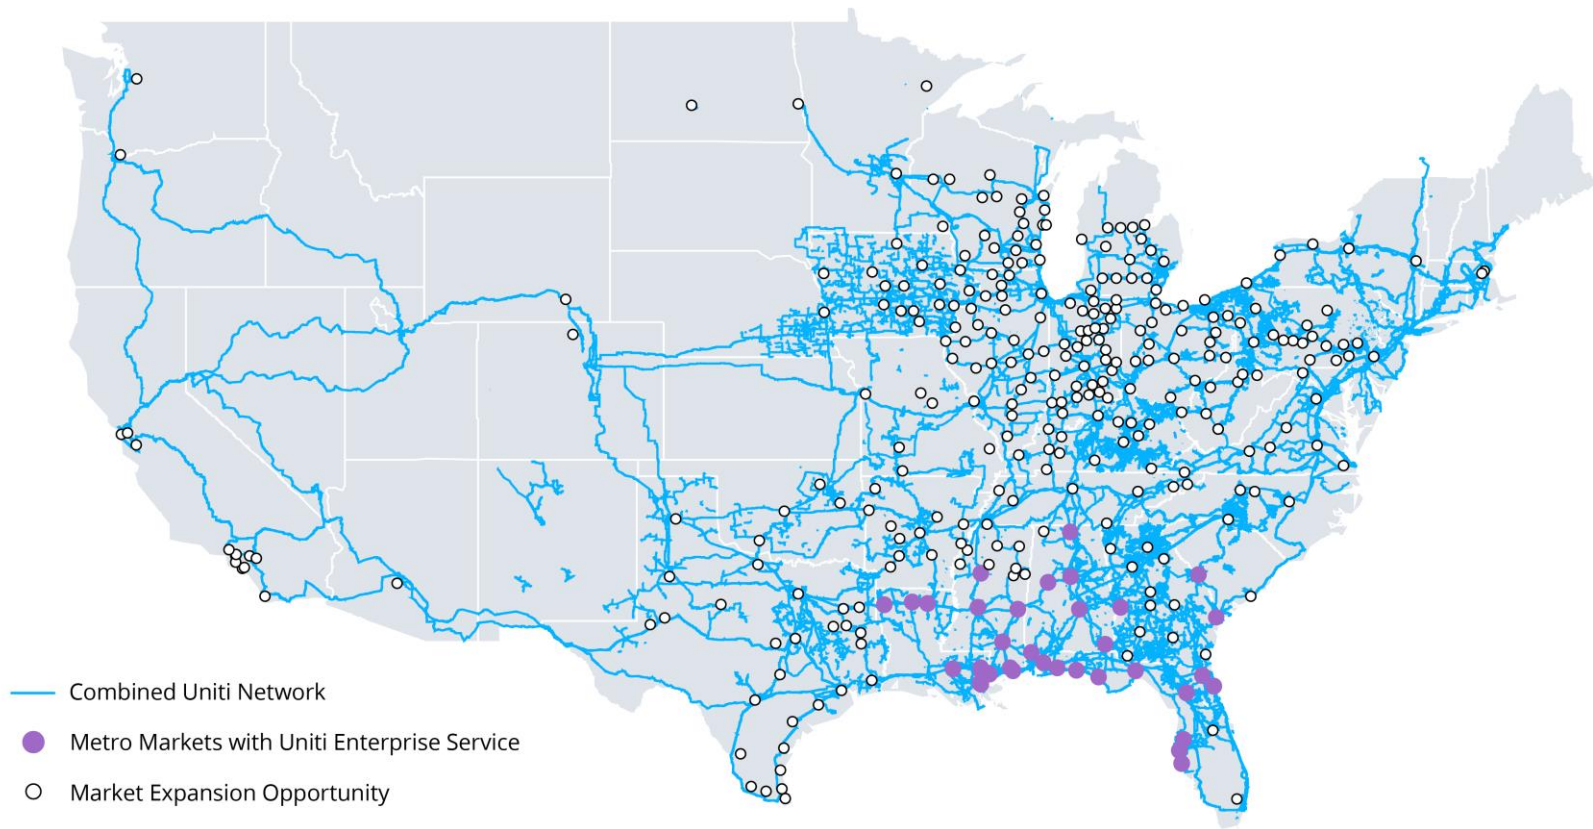 Combined Uniti Network
Metro Markets with Uniti Enterprise Service
Market Expansion Opportunity